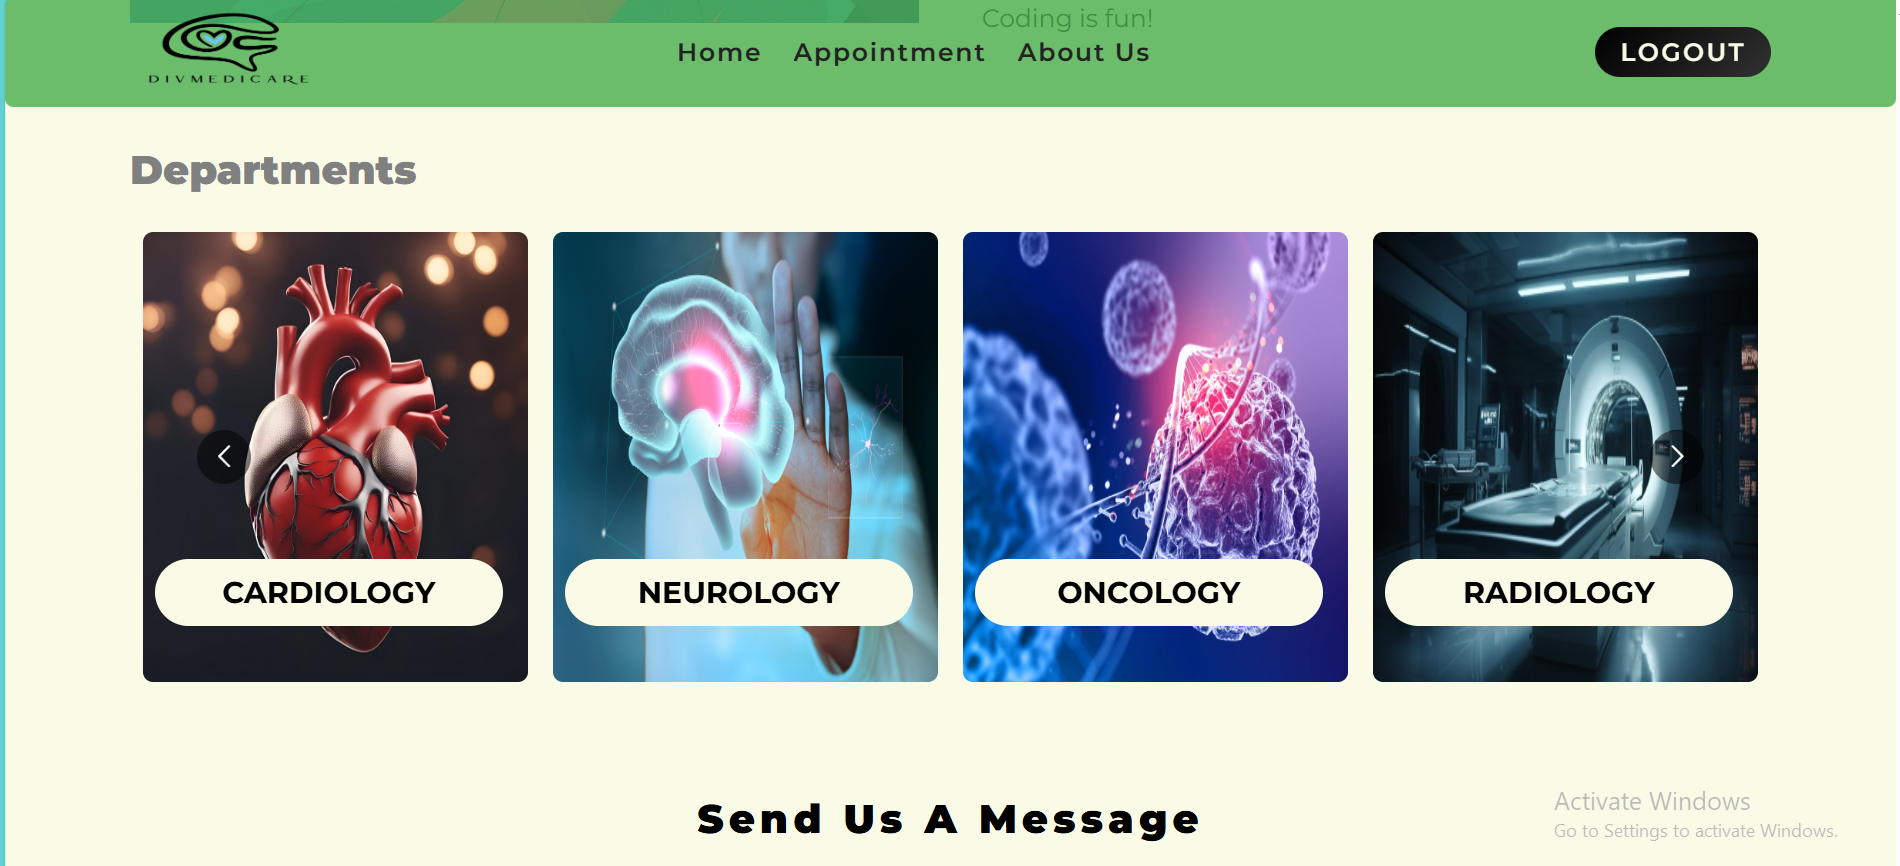 Coding is fun!
DIVMEDICARE
Home Appointment About Us
LOGOUT
Departments
CARDIOLOGY
NEUROLOGY
ONCOLOGY
RADIOLOGY
Send Us A Message
Activate Windows
Go to Settings to activate Windows.